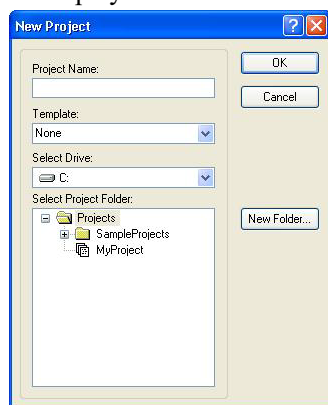 New Project
Project Name:
OK
Cancel
Template:
None
Select Drive:
C:
Select Project Folder:
Projects
SampleProjects
MyProject
New Folder...